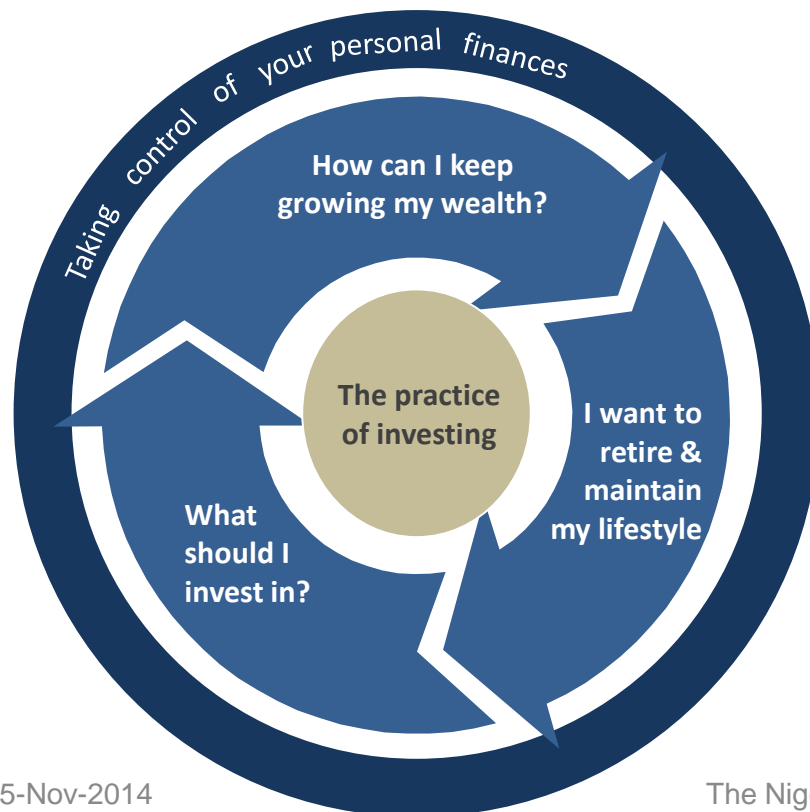 Taking control of your personal finances
How can I keep
growing my wealth?
The practice
of investing
I want to
retire &
maintain
my lifestyle
What
should I
invest in?
5-Nov-2014
The Nig